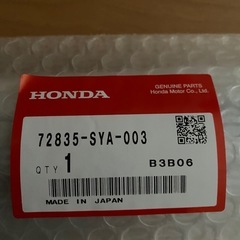 GENUINE PARTS
Honda Motor Co., Ltd.
HONDA
72835-SYA-003
QTY 1 B3B06
MADE IN JAPAN